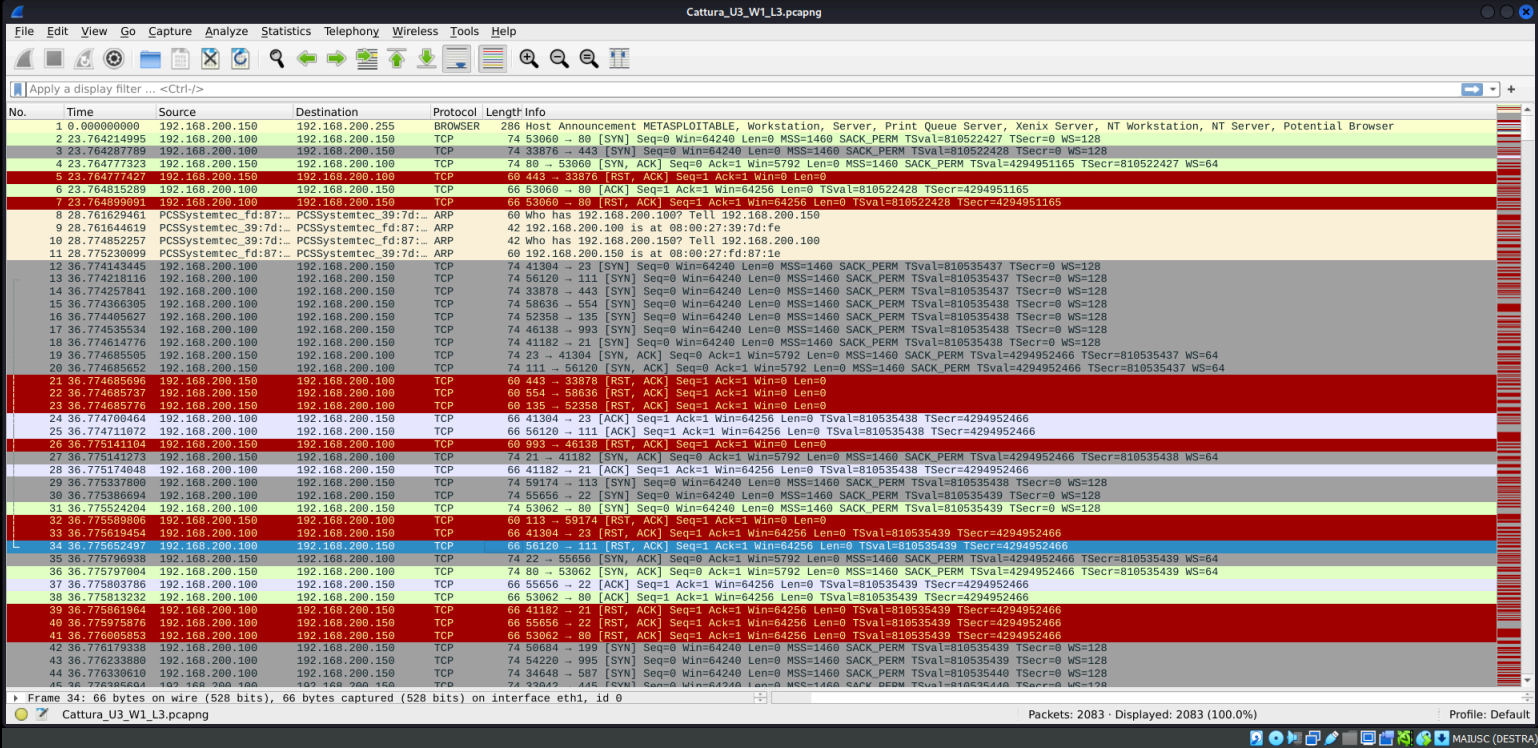 Cattura_U3_W1_L3.pcapng
File Edit View Go Capture Analyze Statistics Telephony Wireless Tools Help
Apply a display filter ... <Ctrl-/>
No. Time Source Destination Protocol Length Info
1 0.000000000 192.168.200.150 192.168.200.255 BROWSER 286 Host Announcement METASPLOITABLE, Workstation, Server, Print Queue Server, Xenix Server, NT Workstation, NT Server, Potential Browser
2 23.764214995 192.168.200.100 192.168.200.150 TCP 74 53060 → 80 [SYN] Seq=0 Win=64240 Len=0 MSS=1460 SACK_PERM TSval=810522427 TSecr=0 WS=128
3 23.764287789 192.168.200.100 192.168.200.150 TCP 74 33876 → 443 [SYN] Seq=0 Win=64240 Len=0 MSS=1460 SACK_PERM TSval=810522428 TSecr=0 WS=128
4 23.764777323 192.168.200.150 192.168.200.100 TCP 74 80 → 53060 [SYN, ACK] Seq=0 Ack=1 Win=5792 Len=0 MSS=1460 SACK_PERM TSval=4294951165 TSecr=810522427 WS=64
5 23.764777427 192.168.200.150 192.168.200.100 TCP 60 443 → 33876 [RST, ACK] Seq=1 Ack=1 Win=0 Len=0
6 23.764815289 192.168.200.100 192.168.200.150 TCP 66 53060 → 80 [ACK] Seq=1 Ack=1 Win=64256 Len=0 TSval=810522428 TSecr=4294951165
7 23.764899091 192.168.200.100 192.168.200.150 TCP 66 53060 → 80 [RST, ACK] Seq=1 Ack=1 Win=64256 Len=0 TSval=810522428 TSecr=4294951165
8 28.761629461 PCSSystemtec_fd:87:… PCSSystemtec_39:7d:… ARP 60 Who has 192.168.200.100? Tell 192.168.200.150
9 28.761644619 PCSSystemtec_39:7d:… PCSSystemtec_fd:87:… ARP 42 192.168.200.100 is at 08:00:27:39:7d:fe
10 28.774852257 PCSSystemtec_39:7d:… PCSSystemtec_fd:87:… ARP 42 Who has 192.168.200.150? Tell 192.168.200.100
11 28.775230099 PCSSystemtec_fd:87:… PCSSystemtec_39:7d:… ARP 60 192.168.200.150 is at 08:00:27:fd:87:1e
12 36.774143445 192.168.200.100 192.168.200.150 TCP 74 41304 → 23 [SYN] Seq=0 Win=64240 Len=0 MSS=1460 SACK_PERM TSval=810535437 TSecr=0 WS=128
13 36.774218116 192.168.200.100 192.168.200.150 TCP 74 56120 → 111 [SYN] Seq=0 Win=64240 Len=0 MSS=1460 SACK_PERM TSval=810535437 TSecr=0 WS=128
14 36.774257841 192.168.200.100 192.168.200.150 TCP 74 33878 → 443 [SYN] Seq=0 Win=64240 Len=0 MSS=1460 SACK_PERM TSval=810535437 TSecr=0 WS=128
15 36.774366305 192.168.200.100 192.168.200.150 TCP 74 58636 → 554 [SYN] Seq=0 Win=64240 Len=0 MSS=1460 SACK_PERM TSval=810535438 TSecr=0 WS=128
16 36.774405627 192.168.200.100 192.168.200.150 TCP 74 52358 → 135 [SYN] Seq=0 Win=64240 Len=0 MSS=1460 SACK_PERM TSval=810535438 TSecr=0 WS=128
17 36.774535534 192.168.200.100 192.168.200.150 TCP 74 46138 → 993 [SYN] Seq=0 Win=64240 Len=0 MSS=1460 SACK_PERM TSval=810535438 TSecr=0 WS=128
18 36.774614776 192.168.200.100 192.168.200.150 TCP 74 41182 → 21 [SYN] Seq=0 Win=64240 Len=0 MSS=1460 SACK_PERM TSval=810535438 TSecr=0 WS=128
19 36.774685505 192.168.200.150 192.168.200.100 TCP 74 23 → 41304 [SYN, ACK] Seq=0 Ack=1 Win=5792 Len=0 MSS=1460 SACK_PERM TSval=4294952466 TSecr=810535437 WS=64
20 36.774685652 192.168.200.150 192.168.200.100 TCP 74 111 → 56120 [SYN, ACK] Seq=0 Ack=1 Win=5792 Len=0 MSS=1460 SACK_PERM TSval=4294952466 TSecr=810535437 WS=64
21 36.774685696 192.168.200.150 192.168.200.100 TCP 60 443 → 33878 [RST, ACK] Seq=1 Ack=1 Win=0 Len=0
22 36.774685737 192.168.200.150 192.168.200.100 TCP 60 554 → 58636 [RST, ACK] Seq=1 Ack=1 Win=0 Len=0
23 36.774685776 192.168.200.150 192.168.200.100 TCP 60 135 → 52358 [RST, ACK] Seq=1 Ack=1 Win=0 Len=0
24 36.774700464 192.168.200.100 192.168.200.150 TCP 66 41304 → 23 [ACK] Seq=1 Ack=1 Win=64256 Len=0 TSval=810535438 TSecr=4294952466
25 36.774711072 192.168.200.100 192.168.200.150 TCP 66 56120 → 111 [ACK] Seq=1 Ack=1 Win=64256 Len=0 TSval=810535438 TSecr=4294952466
26 36.775141104 192.168.200.150 192.168.200.100 TCP 60 993 → 46138 [RST, ACK] Seq=1 Ack=1 Win=0 Len=0
27 36.775141273 192.168.200.150 192.168.200.100 TCP 74 21 → 41182 [SYN, ACK] Seq=0 Ack=1 Win=5792 Len=0 MSS=1460 SACK_PERM TSval=4294952466 TSecr=810535438 WS=64
28 36.775174048 192.168.200.100 192.168.200.150 TCP 66 41182 → 21 [ACK] Seq=1 Ack=1 Win=64256 Len=0 TSval=810535438 TSecr=4294952466
29 36.775337800 192.168.200.100 192.168.200.150 TCP 74 59174 → 113 [SYN] Seq=0 Win=64240 Len=0 MSS=1460 SACK_PERM TSval=810535438 TSecr=0 WS=128
30 36.775386694 192.168.200.100 192.168.200.150 TCP 74 55656 → 22 [SYN] Seq=0 Win=64240 Len=0 MSS=1460 SACK_PERM TSval=810535439 TSecr=0 WS=128
31 36.775524204 192.168.200.100 192.168.200.150 TCP 74 53062 → 80 [SYN] Seq=0 Win=64240 Len=0 MSS=1460 SACK_PERM TSval=810535439 TSecr=0 WS=128
32 36.775589806 192.168.200.150 192.168.200.100 TCP 60 113 → 59174 [RST, ACK] Seq=1 Ack=1 Win=0 Len=0
33 36.775619454 192.168.200.100 192.168.200.150 TCP 66 41304 → 23 [RST, ACK] Seq=1 Ack=1 Win=64256 Len=0 TSval=810535439 TSecr=4294952466
34 36.775652497 192.168.200.100 192.168.200.150 TCP 66 56120 → 111 [RST, ACK] Seq=1 Ack=1 Win=64256 Len=0 TSval=810535439 TSecr=4294952466
35 36.775796938 192.168.200.150 192.168.200.100 TCP 74 22 → 55656 [SYN, ACK] Seq=0 Ack=1 Win=5792 Len=0 MSS=1460 SACK_PERM TSval=4294952466 TSecr=810535439 WS=64
36 36.775797004 192.168.200.150 192.168.200.100 TCP 74 80 → 53062 [SYN, ACK] Seq=0 Ack=1 Win=5792 Len=0 MSS=1460 SACK_PERM TSval=4294952466 TSecr=810535439 WS=64
37 36.775803786 192.168.200.100 192.168.200.150 TCP 66 55656 → 22 [ACK] Seq=1 Ack=1 Win=64256 Len=0 TSval=810535439 TSecr=4294952466
38 36.775813232 192.168.200.100 192.168.200.150 TCP 66 53062 → 80 [ACK] Seq=1 Ack=1 Win=64256 Len=0 TSval=810535439 TSecr=4294952466
39 36.775861964 192.168.200.100 192.168.200.150 TCP 66 41182 → 21 [RST, ACK] Seq=1 Ack=1 Win=64256 Len=0 TSval=810535439 TSecr=4294952466
40 36.775975876 192.168.200.100 192.168.200.150 TCP 66 55656 → 22 [RST, ACK] Seq=1 Ack=1 Win=64256 Len=0 TSval=810535439 TSecr=4294952466
41 36.776005853 192.168.200.100 192.168.200.150 TCP 66 53062 → 80 [RST, ACK] Seq=1 Ack=1 Win=64256 Len=0 TSval=810535439 TSecr=4294952466
42 36.776179338 192.168.200.100 192.168.200.150 TCP 74 50684 → 199 [SYN] Seq=0 Win=64240 Len=0 MSS=1460 SACK_PERM TSval=810535439 TSecr=0 WS=128
43 36.776233880 192.168.200.100 192.168.200.150 TCP 74 54220 → 995 [SYN] Seq=0 Win=64240 Len=0 MSS=1460 SACK_PERM TSval=810535439 TSecr=0 WS=128
44 36.776330610 192.168.200.100 192.168.200.150 TCP 74 34648 → 587 [SYN] Seq=0 Win=64240 Len=0 MSS=1460 SACK_PERM TSval=810535440 TSecr=0 WS=128
45 36.776385694 192.168.200.100 192.168.200.150 TCP 74 33042 → 445 [SYN] Seq=0 Win=64240 Len=0 MSS=1460 SACK_PERM TSval=810535440 TSecr=0 WS=128
Frame 34: 66 bytes on wire (528 bits), 66 bytes captured (528 bits) on interface eth1, id 0
Cattura_U3_W1_L3.pcapng Packets: 2083 · Displayed: 2083 (100.0%) Profile: Default
MAIUSC (DESTRA)